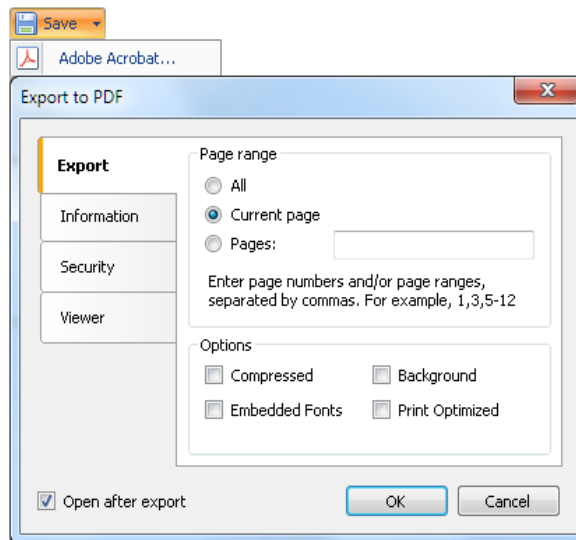 Save
Adobe Acrobat...
Export to PDF
Export
Information
Security
Viewer
Page range
All
Current page
Pages:
Enter page numbers and/or page ranges,
separated by commas. For example, 1,3,5-12
Options
Compressed
Background
Embedded Fonts
Print Optimized
Open after export
OK
Cancel